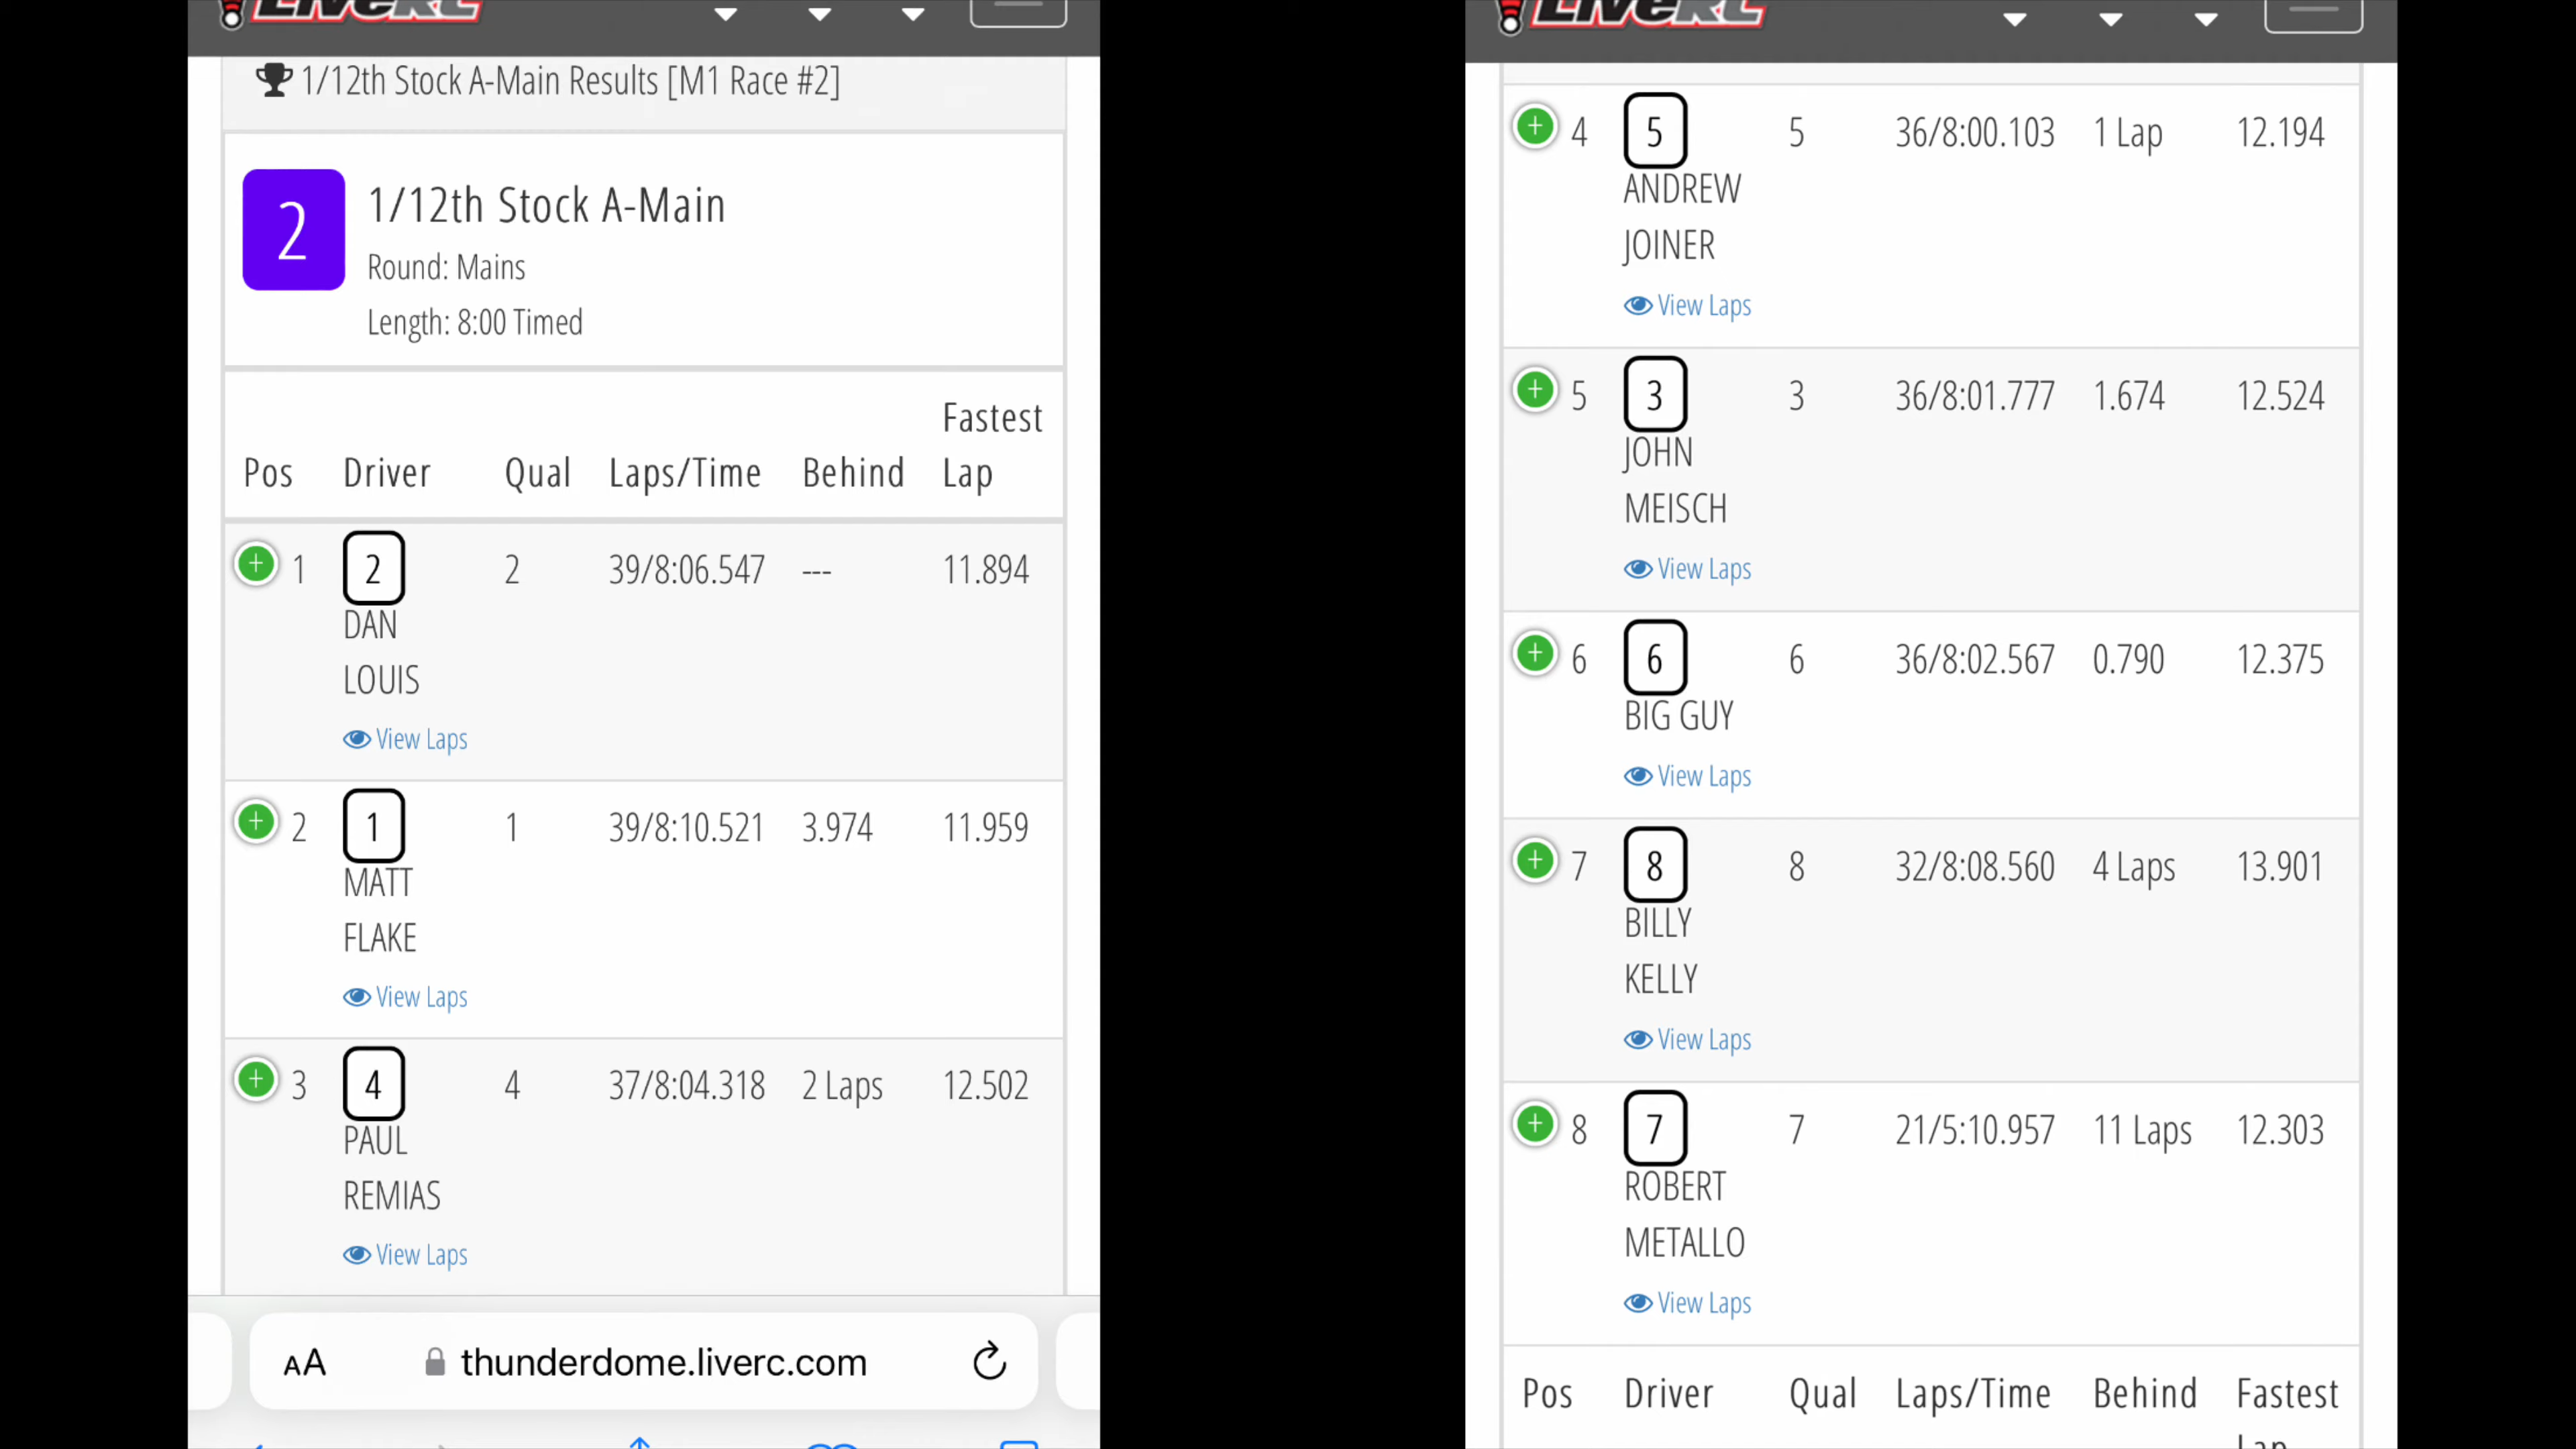 LiveRC
1/12th Stock A-Main Results [M1 Race #2]
2
1/12th Stock A-Main
Round: Mains
Length: 8:00 Timed
Pos Driver Qual Laps/Time Behind Fastest Lap
1 2 2 39/8:06.547 --- 11.894
DAN
LOUIS
View Laps
2 1 1 39/8:10.521 3.974 11.959
MATT
FLAKE
View Laps
3 4 4 37/8:04.318 2 Laps 12.502
PAUL
REMIAS
View Laps
AA thunderdome.liverc.com
LiveRC
4 5 5 36/8:00.103 1 Lap 12.194
ANDREW
JOINER
View Laps
5 3 3 36/8:01.777 1.674 12.524
JOHN
MEISCH
View Laps
6 6 6 36/8:02.567 0.790 12.375
BIG GUY
View Laps
7 8 8 32/8:08.560 4 Laps 13.901
BILLY
KELLY
View Laps
8 7 7 21/5:10.957 11 Laps 12.303
ROBERT
METALLO
View Laps
Pos Driver Qual Laps/Time Behind Fastest
Lap